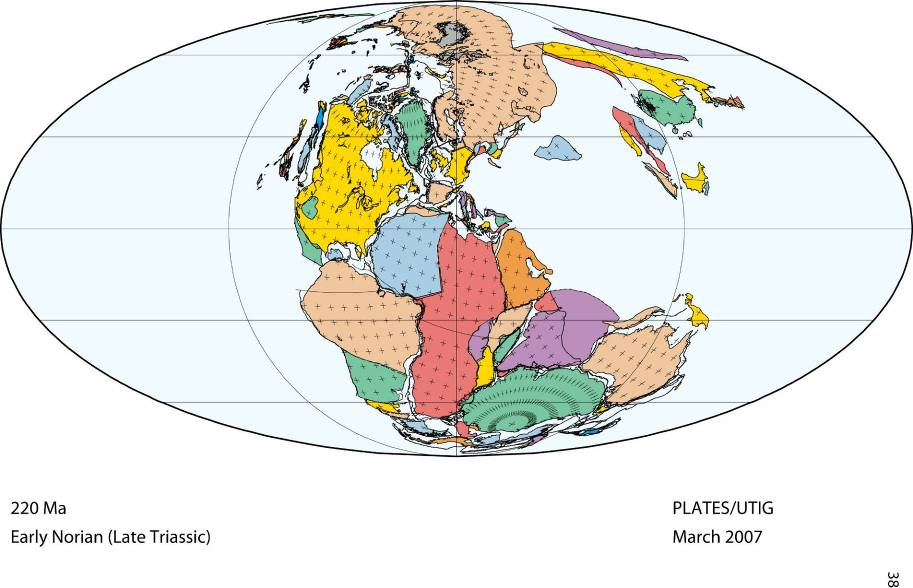 220 Ma
Early Norian (Late Triassic)
PLATES/UTIG
March 2007
38